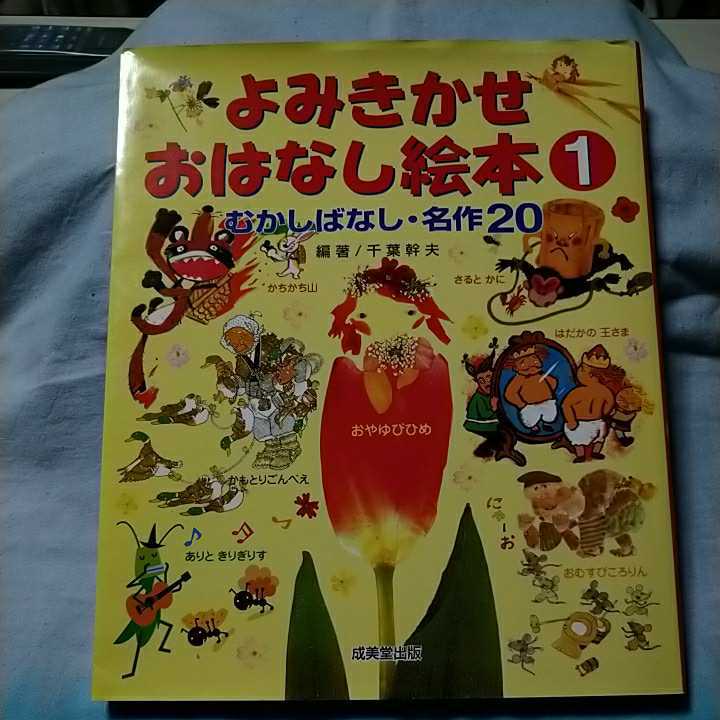 よみきかせ
おはなし絵本1
むかしばなし・名作20
編著/千葉幹夫
かちかち山
さると かに
はだかの 王さま
おやゆびひめ
かもとりごんべえ
にゃーお
ありと きりぎりす
おむすびころりん
成美堂出版